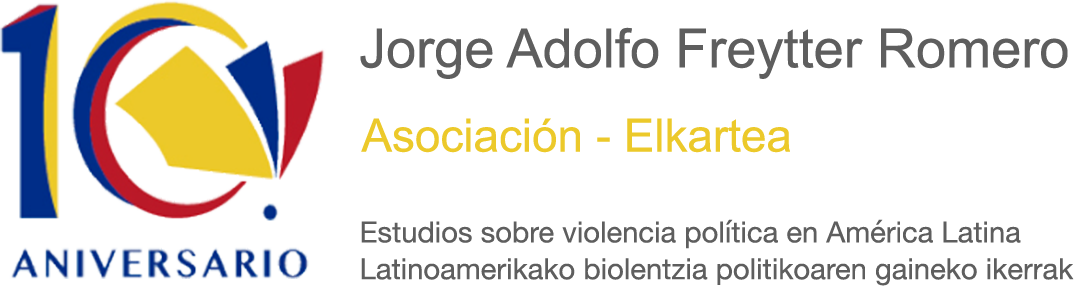 10
ANIVERSARIO
Jorge Adolfo Freytter Romero
Asociación - Elkartea
Estudios sobre violencia política en América Latina
Latinoamerikako biolentzia politikoaren gaineko ikerrak